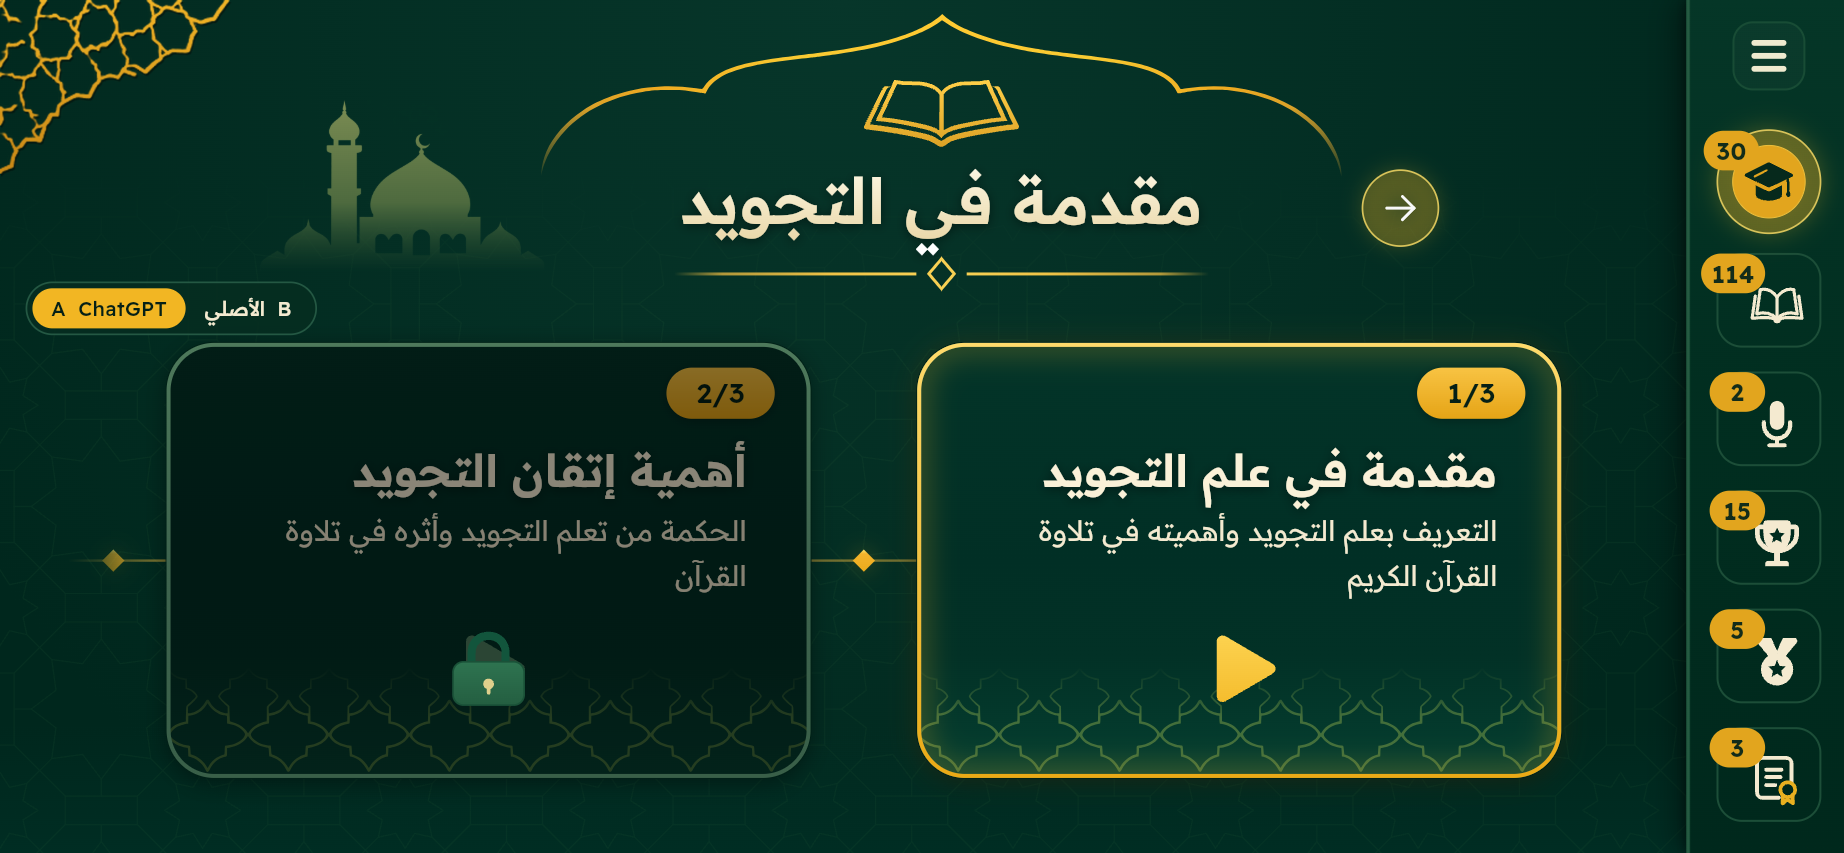 مقدمة في التجويد
A ChatGPT
B الأصلي
1/3
مقدمة في علم التجويد
التعريف بعلم التجويد وأهميته في تلاوة
القرآن الكريم
2/3
أهمية إتقان التجويد
الحكمة من تعلم التجويد وأثره في تلاوة
القرآن
30
114
2
15
5
3